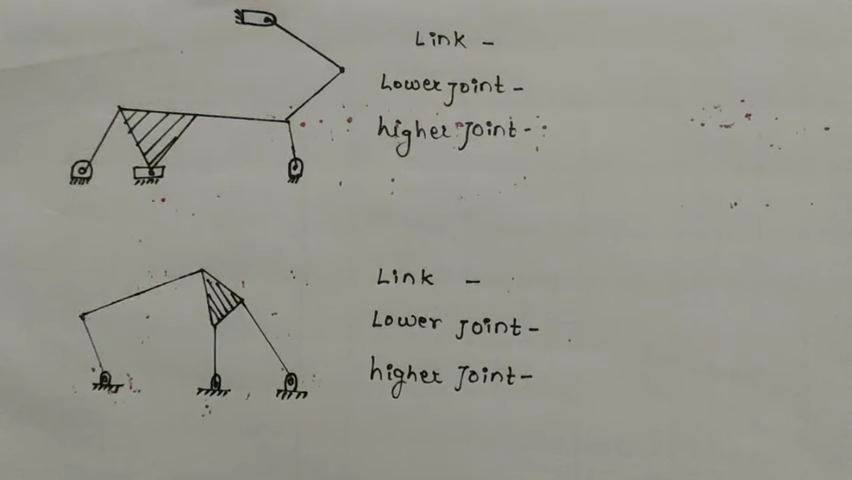 Link -
Lower joint -
higher joint -
Link -
Lower Joint -
higher Joint -